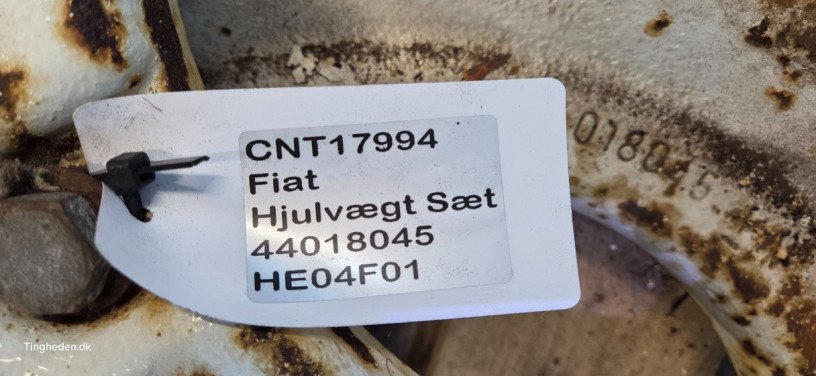 CNT17994
Fiat
Hjulvægt Sæt
44018045
HE04F01
018045
Tingheden.dk